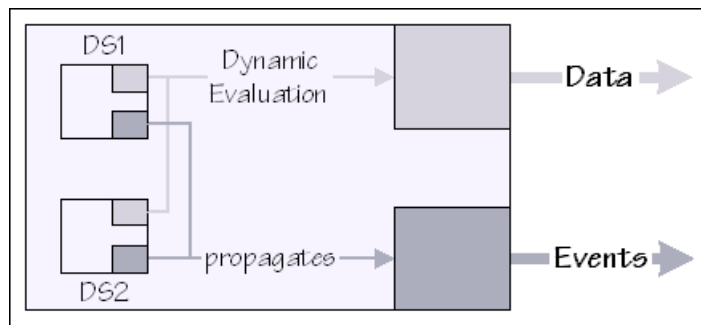 DS1
Dynamic
Evaluation
Data
propagates
Events
DS2